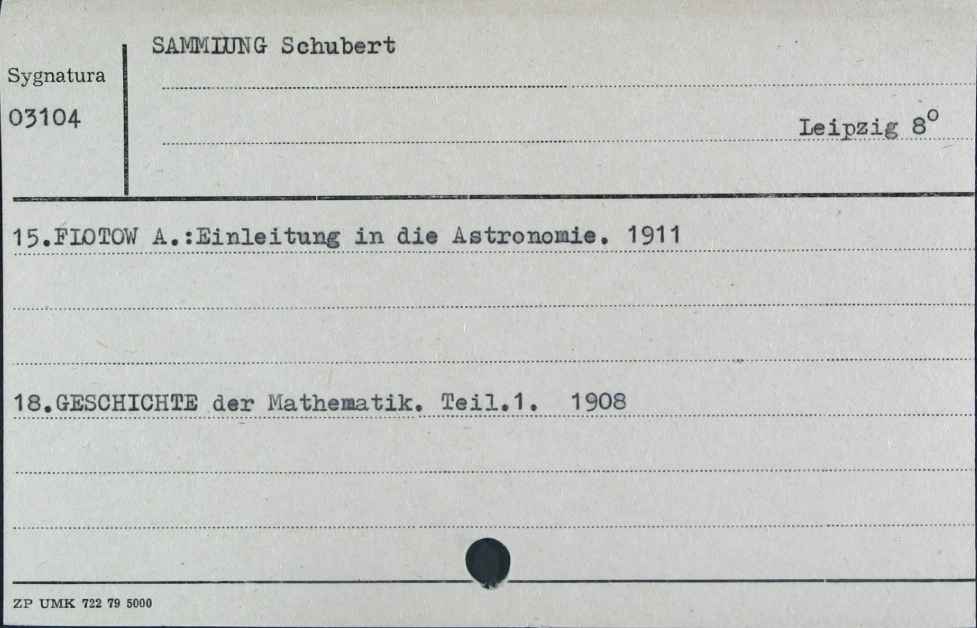 SAMMLUNG Schubert
Sygnatura
03104
Leipzig 8°
15.FLOTOW A.:Einleitung in die Astronomie. 1911
18.GESCHICHTE der Mathematik. Teil.1. 1908
ZP UMK 722 79 5000